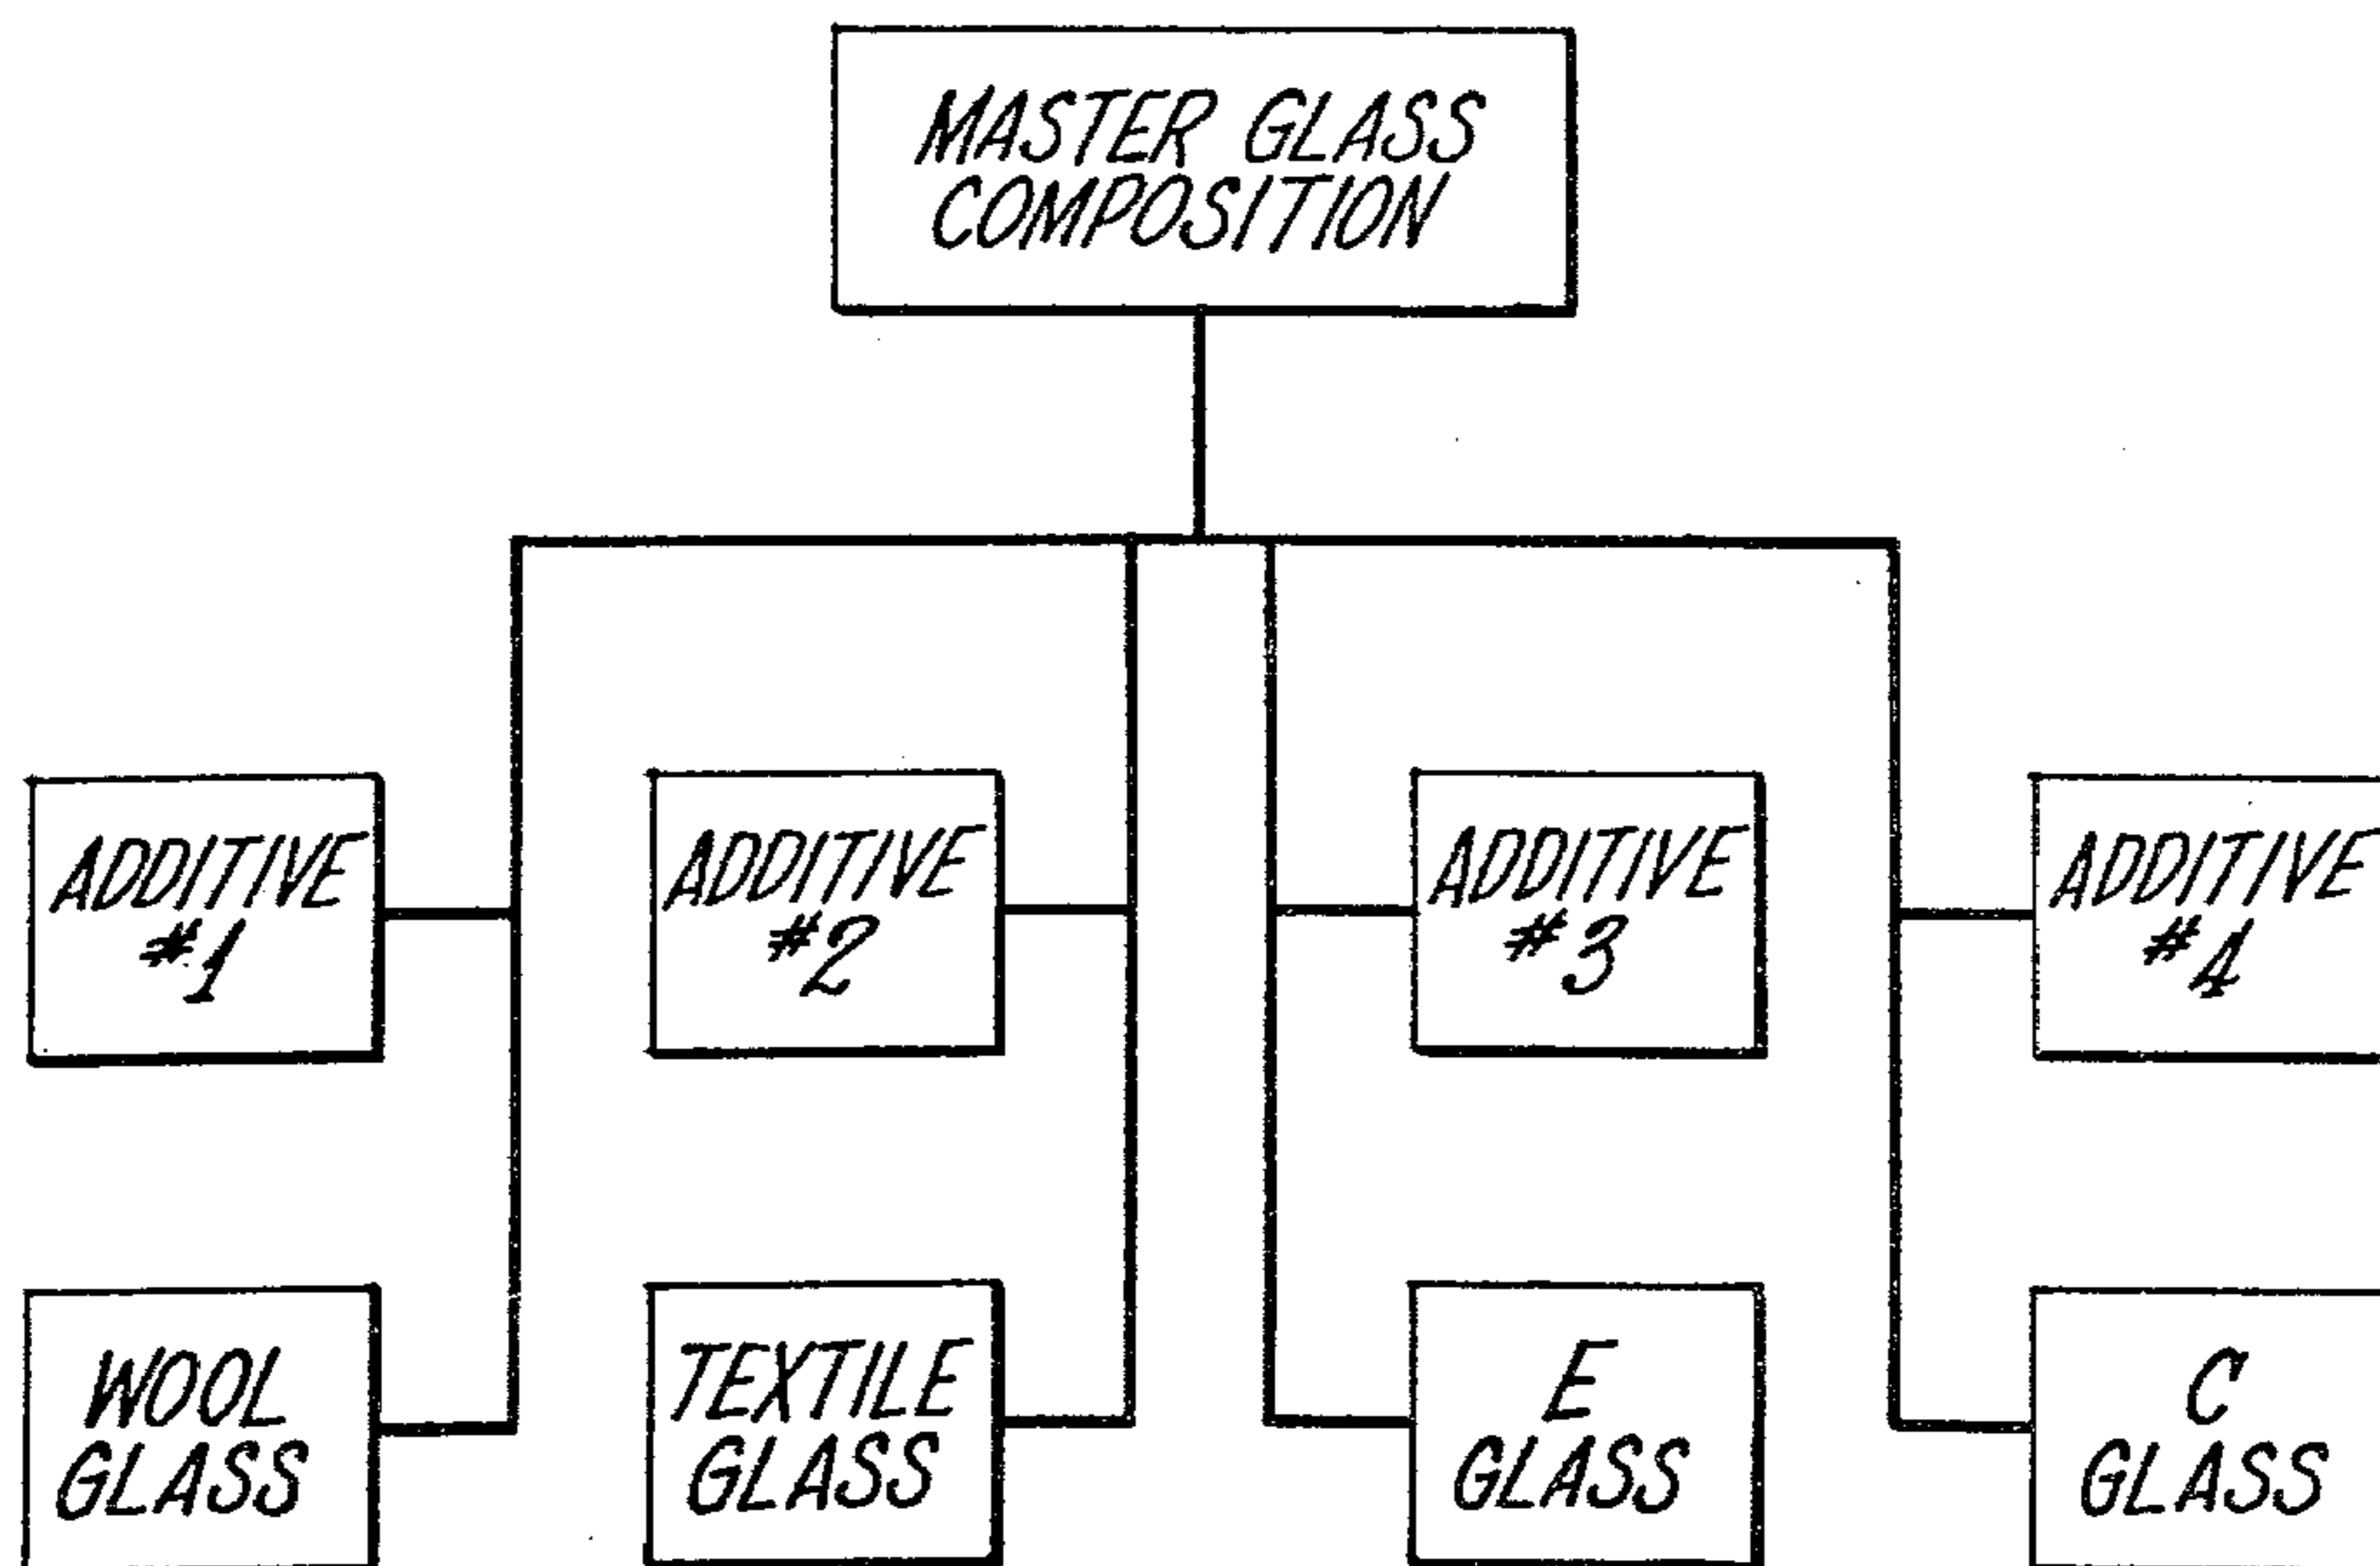 MASTER GLASS
COMPOSITION
ADDITIVE
#1
ADDITIVE
#2
ADDITIVE
#3
ADDITIVE
#4
WOOL
GLASS
TEXTILE
GLASS
E
GLASS
C
GLASS